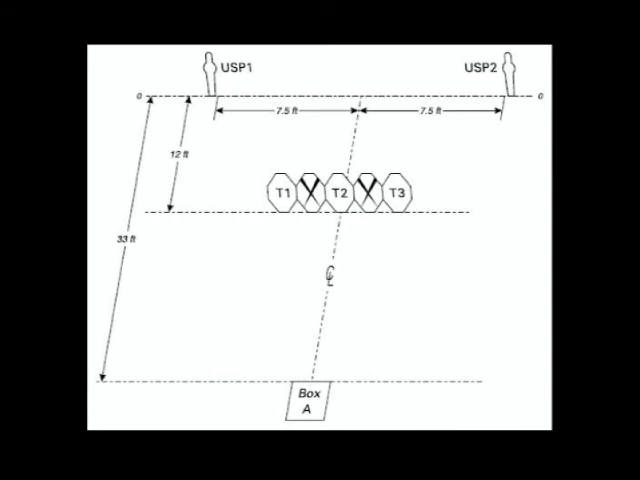 USP1
USP2
0
0
7.5 ft
7.5 ft
12 ft
T1
T2
T3
33 ft
℄
Box
A